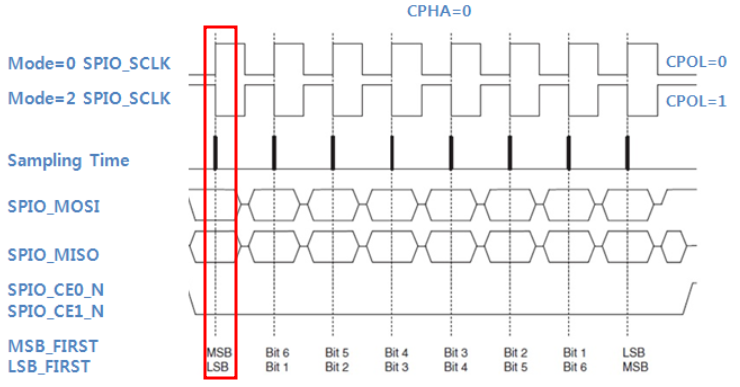 CPHA=0
Mode=0 SPIO_SCLK CPOL=0
Mode=2 SPIO_SCLK CPOL=1
Sampling Time
SPIO_MOSI
SPIO_MISO
SPIO_CE0_N
SPIO_CE1_N
MSB_FIRST MSB Bit 6 Bit 5 Bit 4 Bit 3 Bit 2 Bit 1 LSB
LSB_FIRST LSB Bit 1 Bit 2 Bit 3 Bit 4 Bit 5 Bit 6 MSB